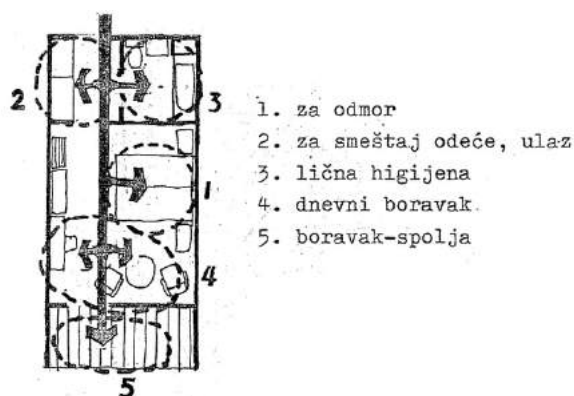 2
3
1
4
5
1. za odmor
2. za smeštaj odeće, ulaz
3. lična higijena
4. dnevni boravak
5. boravak-spolja